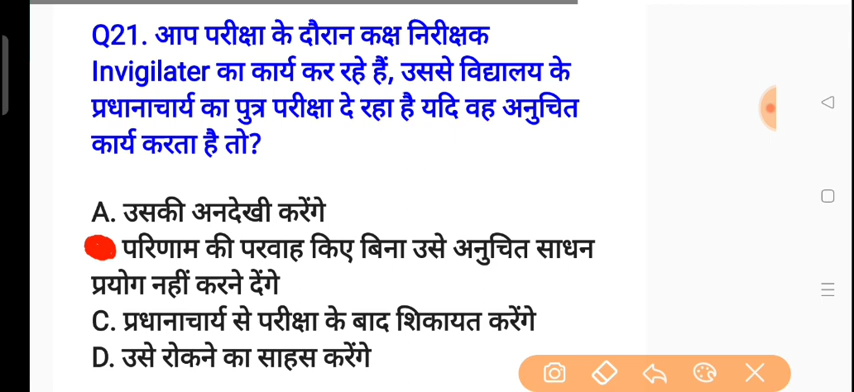 Q21. आप परीक्षा के दौरान कक्ष निरीक्षक
Invigilater का कार्य कर रहे हैं, उससे विद्यालय के
प्रधानाचार्य का पुत्र परीक्षा दे रहा है यदि वह अनुचित
कार्य करता है तो?
A. उसकी अनदेखी करेंगे
परिणाम की परवाह किए बिना उसे अनुचित साधन
प्रयोग नहीं करने देंगे
C. प्रधानाचार्य से परीक्षा के बाद शिकायत करेंगे
D. उसे रोकने का साहस करेंगे